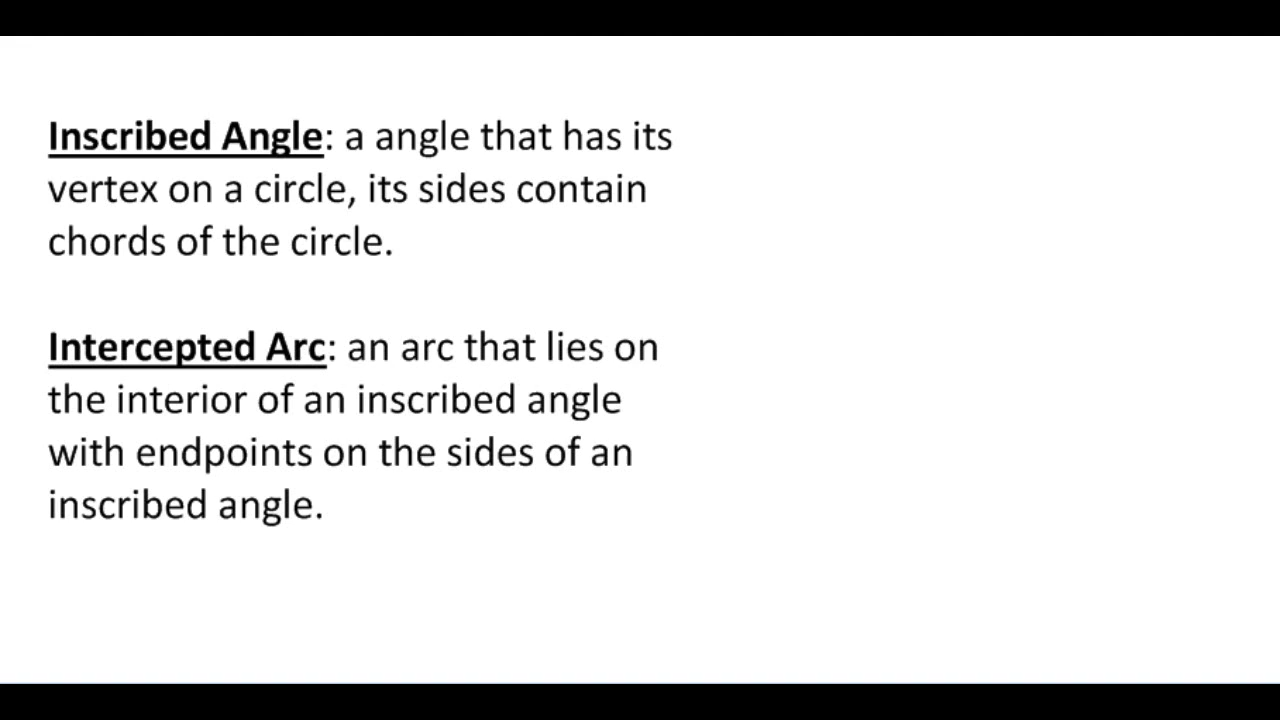 Inscribed Angle: a angle that has its
vertex on a circle, its sides contain
chords of the circle.
Intercepted Arc: an arc that lies on
the interior of an inscribed angle
with endpoints on the sides of an
inscribed angle.